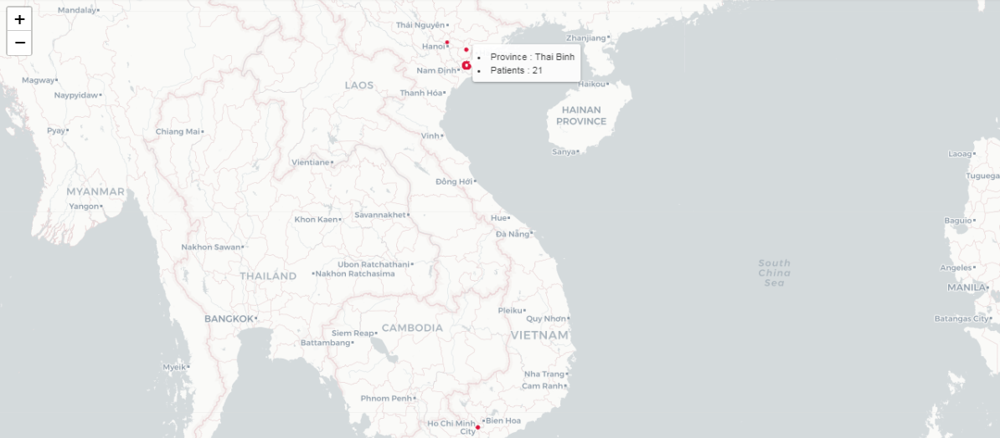 +
−
Mandalay
Thái Nguyên
Zhanjiang
Hanoi
Province : Thai Binh
Nam Định
Patients : 21
Magway
LAOS
Haikou
Naypyidaw
Thanh Hóa
HAINAN
PROVINCE
Pyay
Chiang Mai
Vinh
Sanya
Laoag
Vientiane
Tuguega
Đông Hới
MYANMAR
Yangon
Savannakhet
Khon Kaen
Hue
Baguio
Đà Nẵng
Nakhon Sawan
Ubon Ratchathani
South
China
Sea
Angeles
THAILAND
Nakhon Ratchasima
MANILA
Pleiku
BANGKOK
Quy Nhơn
Batangas City
CAMBODIA
Siem Reap
VIETNAM
Battambang
Myeik
Nha Trang
Cam Ranh
Phnom Penh
Bien Hoa
Ho Chi Minh
City